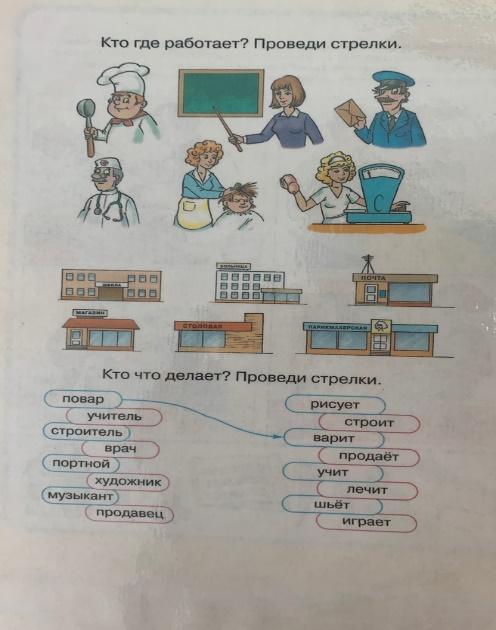 Кто где работает? Проведи стрелки.
С
ШКОЛА
БОЛЬНИЦА
ПОЧТА
МАГАЗИН
СТОЛОВАЯ
ПАРИКМАХЕРСКАЯ
Кто что делает? Проведи стрелки.
повар
учитель
строитель
врач
портной
художник
музыкант
продавец
рисует
строит
варит
продаёт
учит
лечит
шьёт
играет